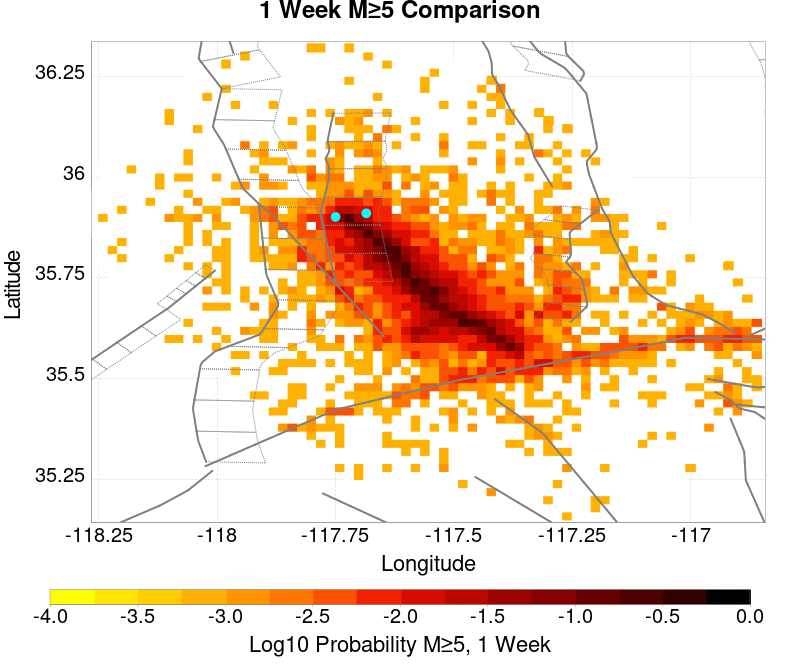 1 Week M≥5 Comparison
36.25
36
35.75
35.5
35.25
Latitude
-118.25 -118 -117.75 -117.5 -117.25 -117
Longitude
-4.0 -3.5 -3.0 -2.5 -2.0 -1.5 -1.0 -0.5 0.0
Log10 Probability M≥5, 1 Week